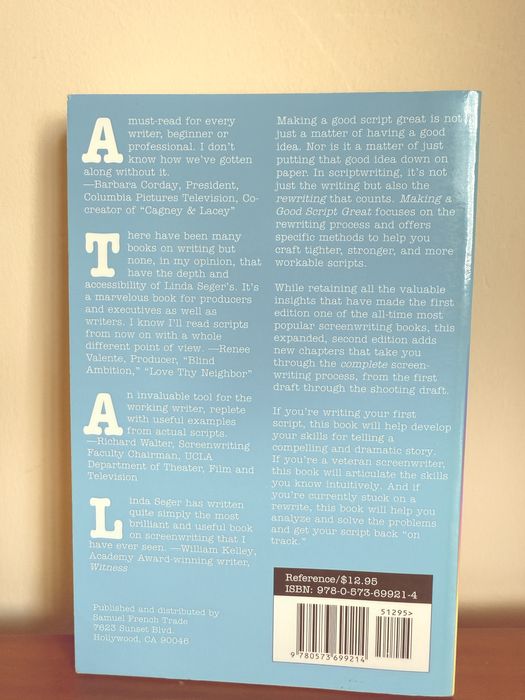 A must-read for every
writer, beginner or
professional. I don't
know how we've gotten
along without it.
—Barbara Corday, President,
Columbia Pictures Television, Co-
creator of "Cagney & Lacey"
There have been many
books on writing but
none, in my opinion, that
have the depth and
accessibility of Linda Seger's. It's
a marvelous book for producers
and executives as well as
writers. I know I'll read scripts
from now on with a whole
different point of view. —Renee
Valente, Producer, "Blind
Ambition," "Love Thy Neighbor"
An invaluable tool for the
working writer, replete
with useful examples
from actual scripts.
—Richard Walter, Screenwriting
Faculty Chairman, UCLA
Department of Theater, Film and
Television
Linda Seger has written
quite simply the most
brilliant and useful book
on screenwriting that I
have ever seen. —William Kelley,
Academy Award-winning writer,
Witness
Published and distributed by
Samuel French Trade
7623 Sunset Blvd.
Hollywood, CA 90046
Making a good script great is not
just a matter of having a good
idea. Nor is it a matter of just
putting that good idea down on
paper. In scriptwriting, it's not
just the writing but also the
rewriting that counts. Making a
Good Script Great focuses on the
rewriting process and offers
specific methods to help you
craft tighter, stronger, and more
workable scripts.
While retaining all the valuable
insights that have made the first
edition one of the all-time most
popular screenwriting books, this
expanded, second edition adds
new chapters that take you
through the complete screen-
writing process, from the first
draft through the shooting draft.
If you're writing your first
script, this book will help develop
your skills for telling a
compelling and dramatic story.
If you're a veteran screenwriter,
this book will articulate the skills
you know intuitively. And if
you're currently stuck on a
rewrite, this book will help you
analyze and solve the problems
and get your script back "on
track."
Reference/$12.95
ISBN: 978-0-573-69921-4
51295>
9 780573 699214